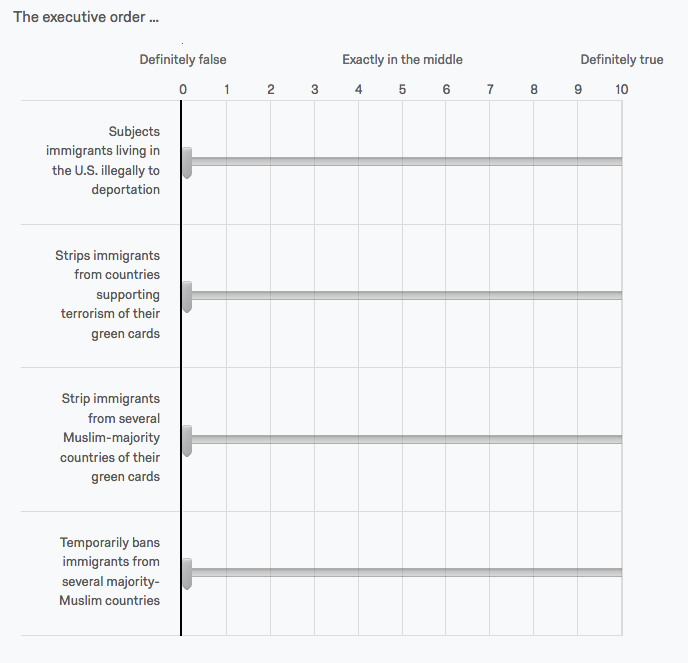 The executive order ...
Definitely false Exactly in the middle Definitely true
0 1 2 3 4 5 6 7 8 9 10
Subjects
immigrants living in
the U.S. illegally to
deportation
Strips immigrants
from countries
supporting
terrorism of their
green cards
Strip immigrants
from several
Muslim-majority
countries of their
green cards
Temporarily bans
immigrants from
several majority-
Muslim countries